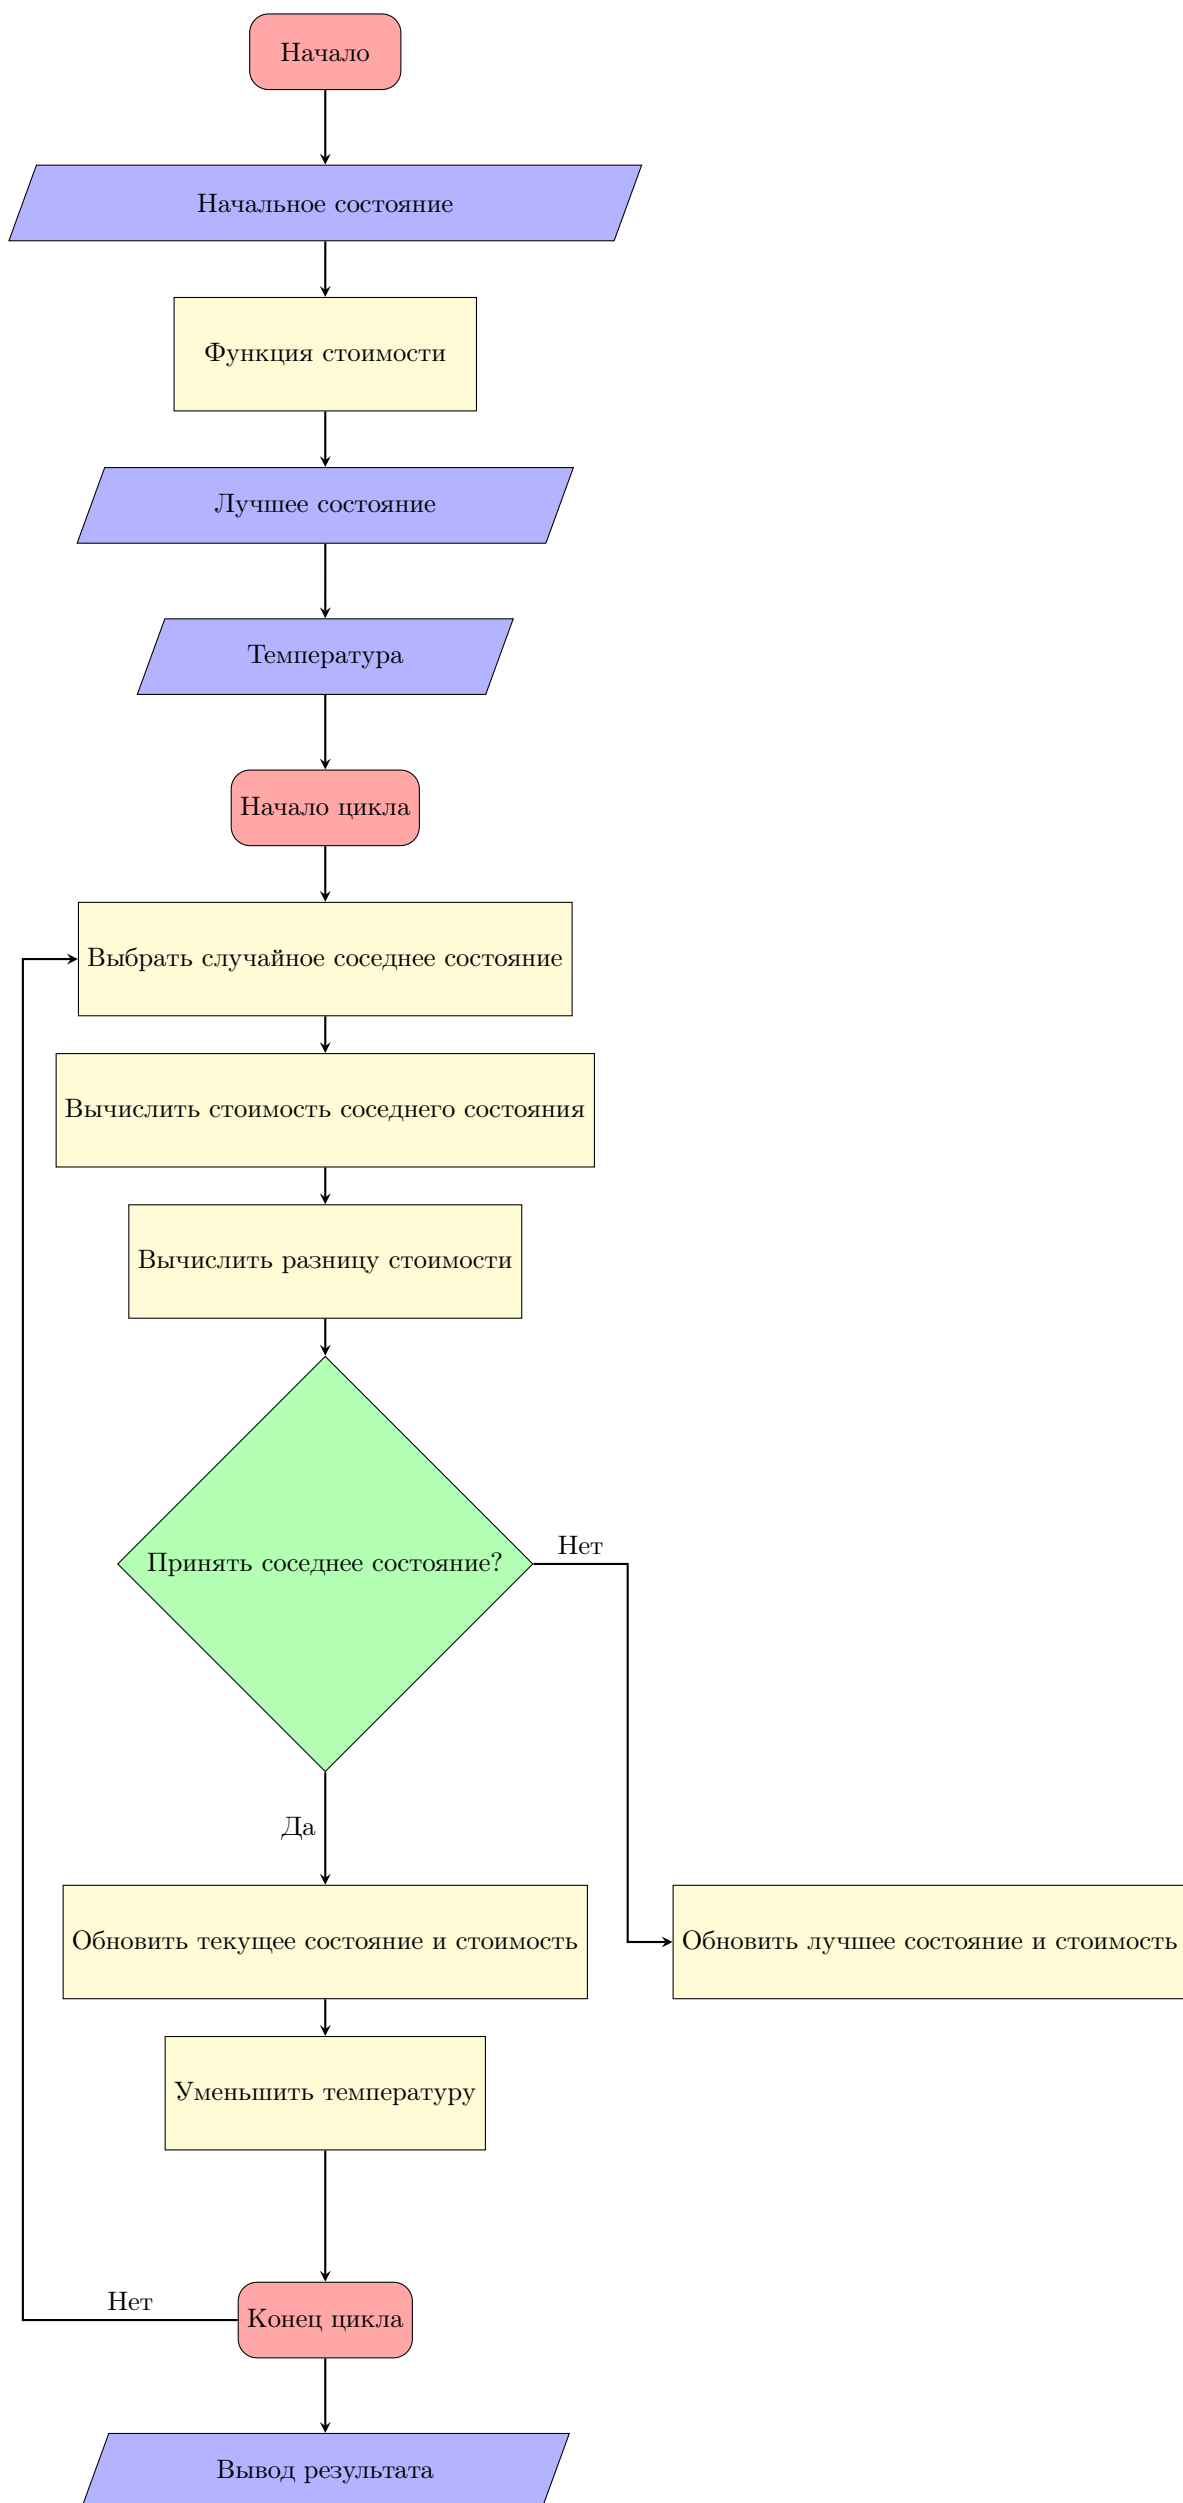 Начало
Начальное состояние
Функция стоимости
Лучшее состояние
Температура
Начало цикла
Выбрать случайное соседнее состояние
Вычислить стоимость соседнего состояния
Вычислить разницу стоимости
Принять соседнее состояние?
Нет
Да
Обновить текущее состояние и стоимость
Обновить лучшее состояние и стоимость
Уменьшить температуру
Нет
Конец цикла
Вывод результата